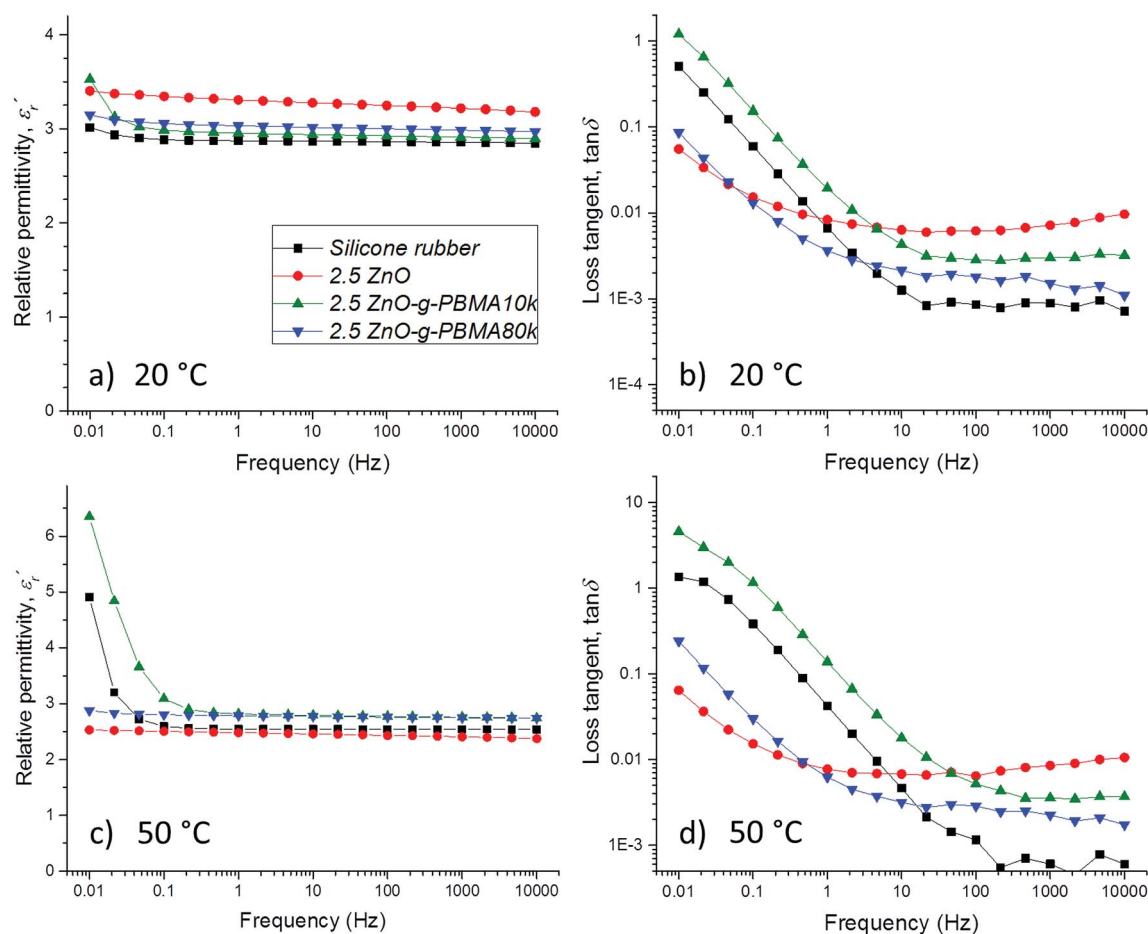 Relative permittivity, εr´
4
3
2
1
0
Silicone rubber
2.5 ZnO
2.5 ZnO-g-PBMA10k
2.5 ZnO-g-PBMA80k
a) 20 °C
0.01 0.1 1 10 100 1000 10000
Frequency (Hz)
Loss tangent, tanδ
1
0.1
0.01
1E-3
1E-4
b) 20 °C
0.01 0.1 1 10 100 1000 10000
Frequency (Hz)
Relative permittivity, εr´
6
5
4
3
2
1
0
c) 50 °C
0.01 0.1 1 10 100 1000 10000
Frequency (Hz)
Loss tangent, tanδ
10
1
0.1
0.01
1E-3
d) 50 °C
0.01 0.1 1 10 100 1000 10000
Frequency (Hz)